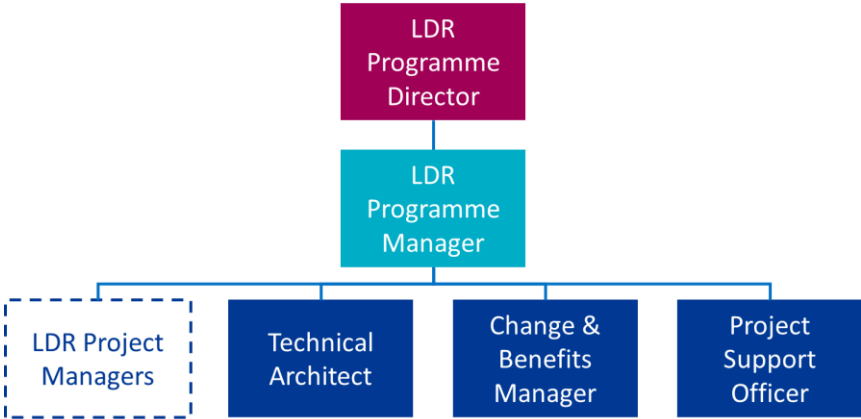 LDR
Programme
Director
LDR
Programme
Manager
LDR Project
Managers
Technical
Architect
Change &
Benefits
Manager
Project
Support
Officer